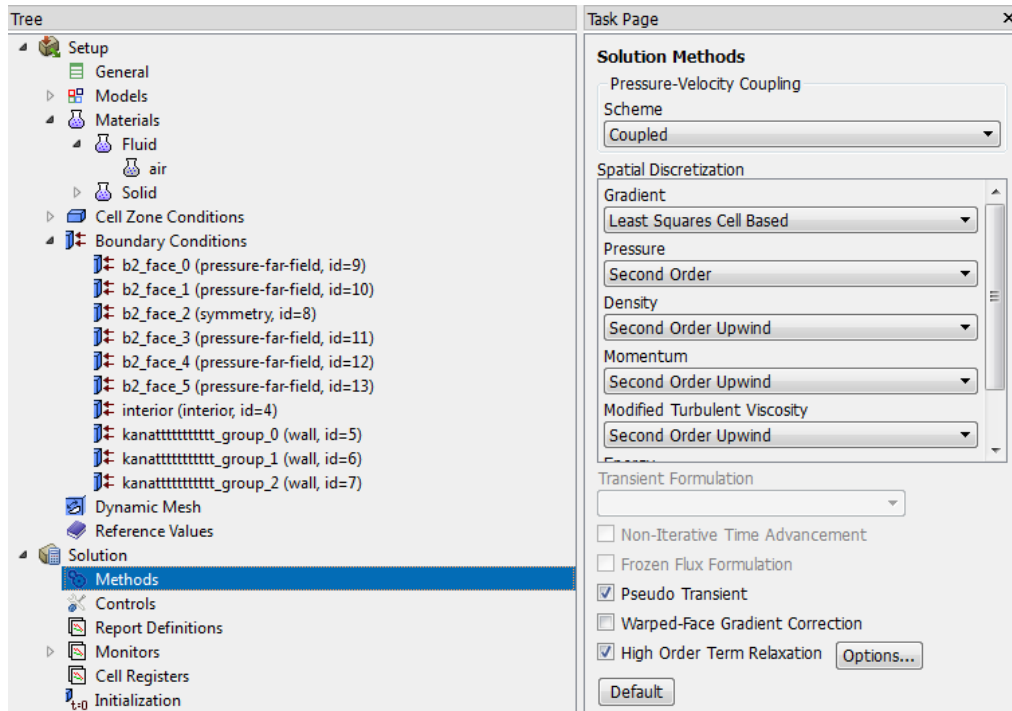 Tree
Setup
General
Models
Materials
Fluid
air
Solid
Cell Zone Conditions
Boundary Conditions
b2_face_0 (pressure-far-field, id=9)
b2_face_1 (pressure-far-field, id=10)
b2_face_2 (symmetry, id=8)
b2_face_3 (pressure-far-field, id=11)
b2_face_4 (pressure-far-field, id=12)
b2_face_5 (pressure-far-field, id=13)
interior (interior, id=4)
kanatttttttttttt_group_0 (wall, id=5)
kanatttttttttttt_group_1 (wall, id=6)
kanatttttttttttt_group_2 (wall, id=7)
Dynamic Mesh
Reference Values
Solution
Methods
Controls
Report Definitions
Monitors
Cell Registers
t=0 Initialization
Task Page
Solution Methods
Pressure-Velocity Coupling
Scheme
Coupled
Spatial Discretization
Gradient
Least Squares Cell Based
Pressure
Second Order
Density
Second Order Upwind
Momentum
Second Order Upwind
Modified Turbulent Viscosity
Second Order Upwind
Transient Formulation
Non-Iterative Time Advancement
Frozen Flux Formulation
Pseudo Transient
Warped-Face Gradient Correction
High Order Term Relaxation Options...
Default